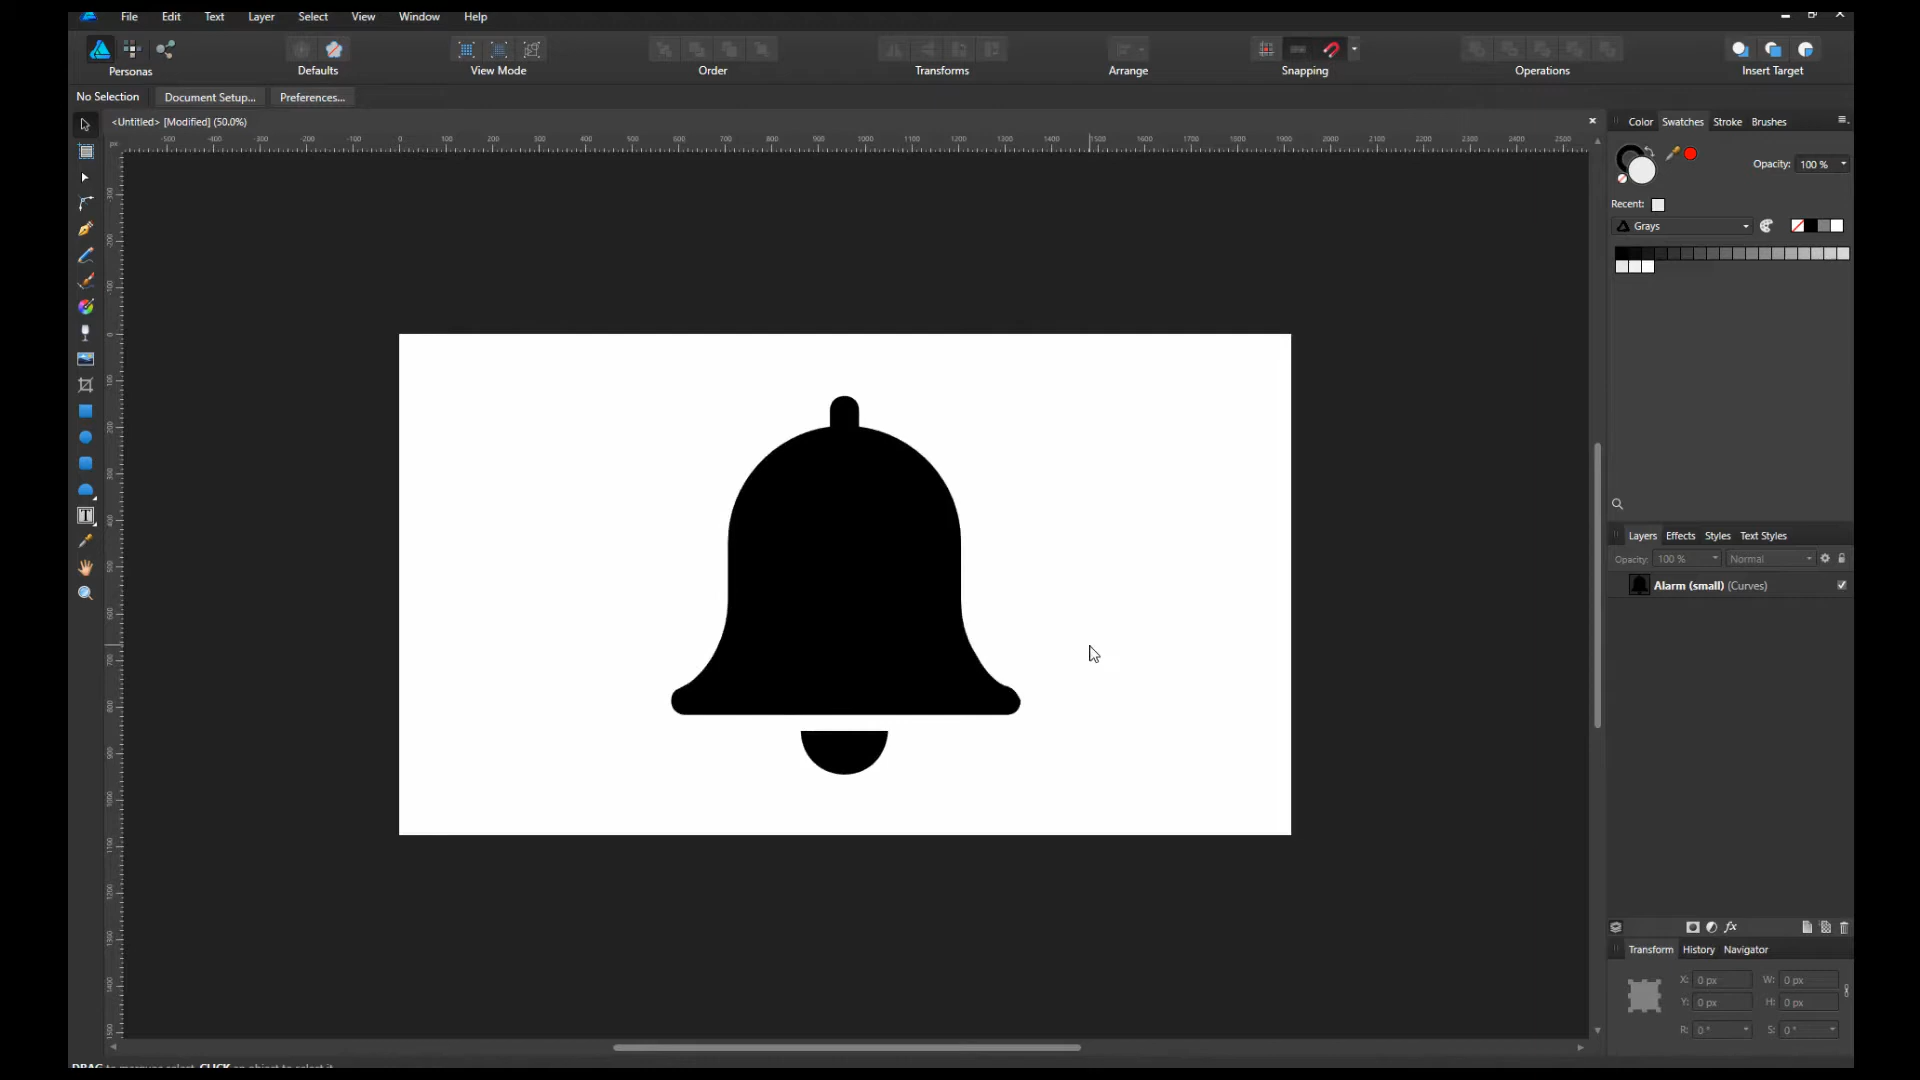 File Edit Text Layer Select View Window Help
Personas Defaults View Mode Order Transforms Arrange Snapping Operations Insert Target
No Selection Document Setup... Preferences...
<Untitled> [Modified] (50.0%)
Color Swatches Stroke Brushes
Opacity: 100 %
Recent:
Grays
Layers Effects Styles Text Styles
Opacity: 100 % Normal
Alarm (small) (Curves)
Transform History Navigator
X: 0 px W: 0 px
Y: 0 px H: 0 px
R: 0 ° S: 0 °